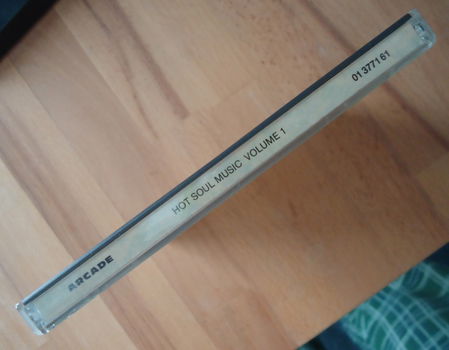 ARCADE
HOT SOUL MUSIC VOLUME 1
01 3771 61